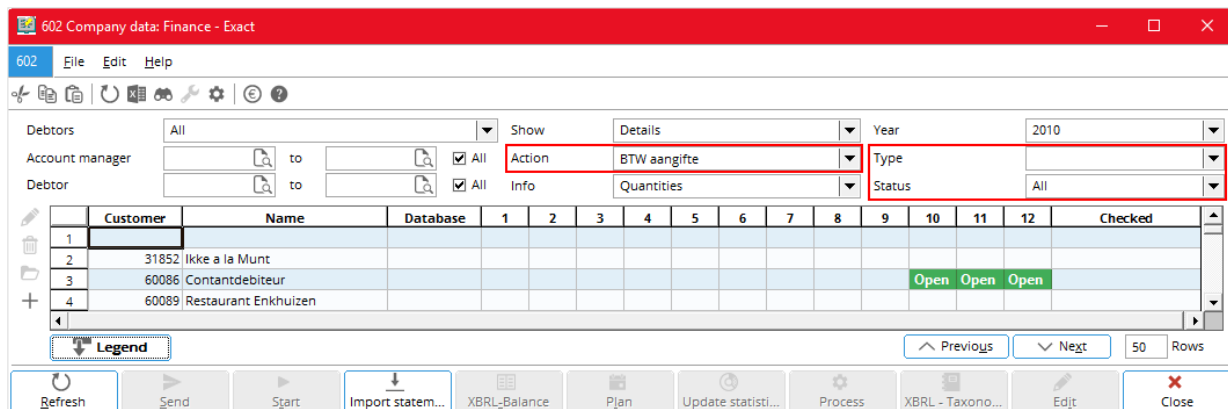 602 Company data: Finance - Exact
602 File Edit Help
Debtors All Show Details Year 2010
Account manager to All Action BTW aangifte Type
Debtor to All Info Quantities Status All
Customer Name Database 1 2 3 4 5 6 7 8 9 10 11 12 Checked
1
2 31852 Ikke a la Munt
3 60086 Contantdebiteur Open Open Open
4 60089 Restaurant Enkhuizen
Legend Previous Next 50 Rows
Refresh Send Start Import statem... XBRL-Balance Plan Update statisti... Process XBRL - Taxono... Edit Close